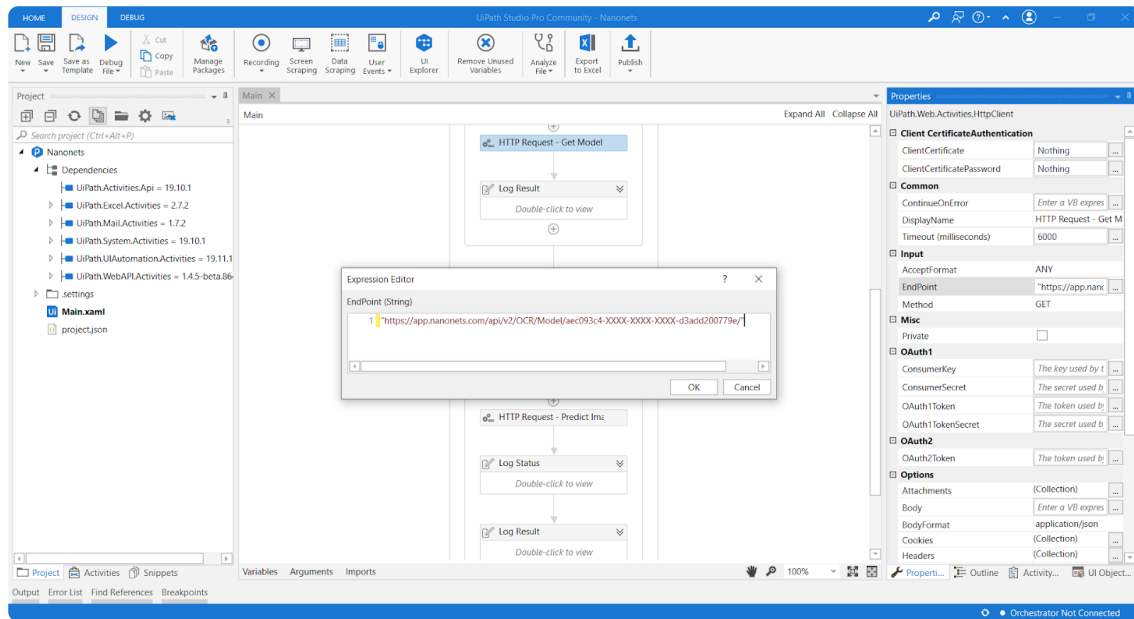 HOME DESIGN DEBUG UiPath Studio Pro Community - Nanonets
New Save Save as Template Debug File Cut Copy Paste Manage Packages Recording Screen Scraping Data Scraping User Events UI Explorer Remove Unused Variables Analyze File Export to Excel Publish
Project
Search project (Ctrl+Alt+P)
Nanonets
Dependencies
UiPath.Activities.Api = 19.10.1
UiPath.Excel.Activities = 2.7.2
UiPath.Mail.Activities = 1.7.2
UiPath.System.Activities = 19.10.1
UiPath.UIAutomation.Activities = 19.11.1
UiPath.WebAPI.Activities = 1.4.5-beta.86
.settings
Main.xaml
project.json
Project Activities Snippets
Main
Main Expand All Collapse All
HTTP Request - Get Model
Log Result
Double-click to view
Expression Editor ?
EndPoint (String)
1 "https://app.nanonets.com/api/v2/OCR/Model/aec093c4-XXXX-XXXX-XXXX-d3add200779e/"
OK Cancel
HTTP Request - Predict Ima
Log Status
Double-click to view
Log Result
Double-click to view
Variables Arguments Imports 100%
Properties
UiPath.Web.Activities.HttpClient
Client CertificateAuthentication
ClientCertificate Nothing ...
ClientCertificatePassword Nothing ...
Common
ContinueOnError Enter a VB expres ...
DisplayName HTTP Request - Get M
Timeout (milliseconds) 6000 ...
Input
AcceptFormat ANY
EndPoint "https://app.nanc ...
Method GET
Misc
Private
OAuth1
ConsumerKey The key used by t ...
ConsumerSecret The secret used b ...
OAuth1Token The token used by ...
OAuth1TokenSecret The secret used b ...
OAuth2
OAuth2Token The token used by ...
Options
Attachments (Collection) ...
Body Enter a VB expres ...
BodyFormat application/json
Cookies (Collection) ...
Headers (Collection) ...
Properti... Outline Activity... UI Object...
Output Error List Find References Breakpoints
Orchestrator Not Connected